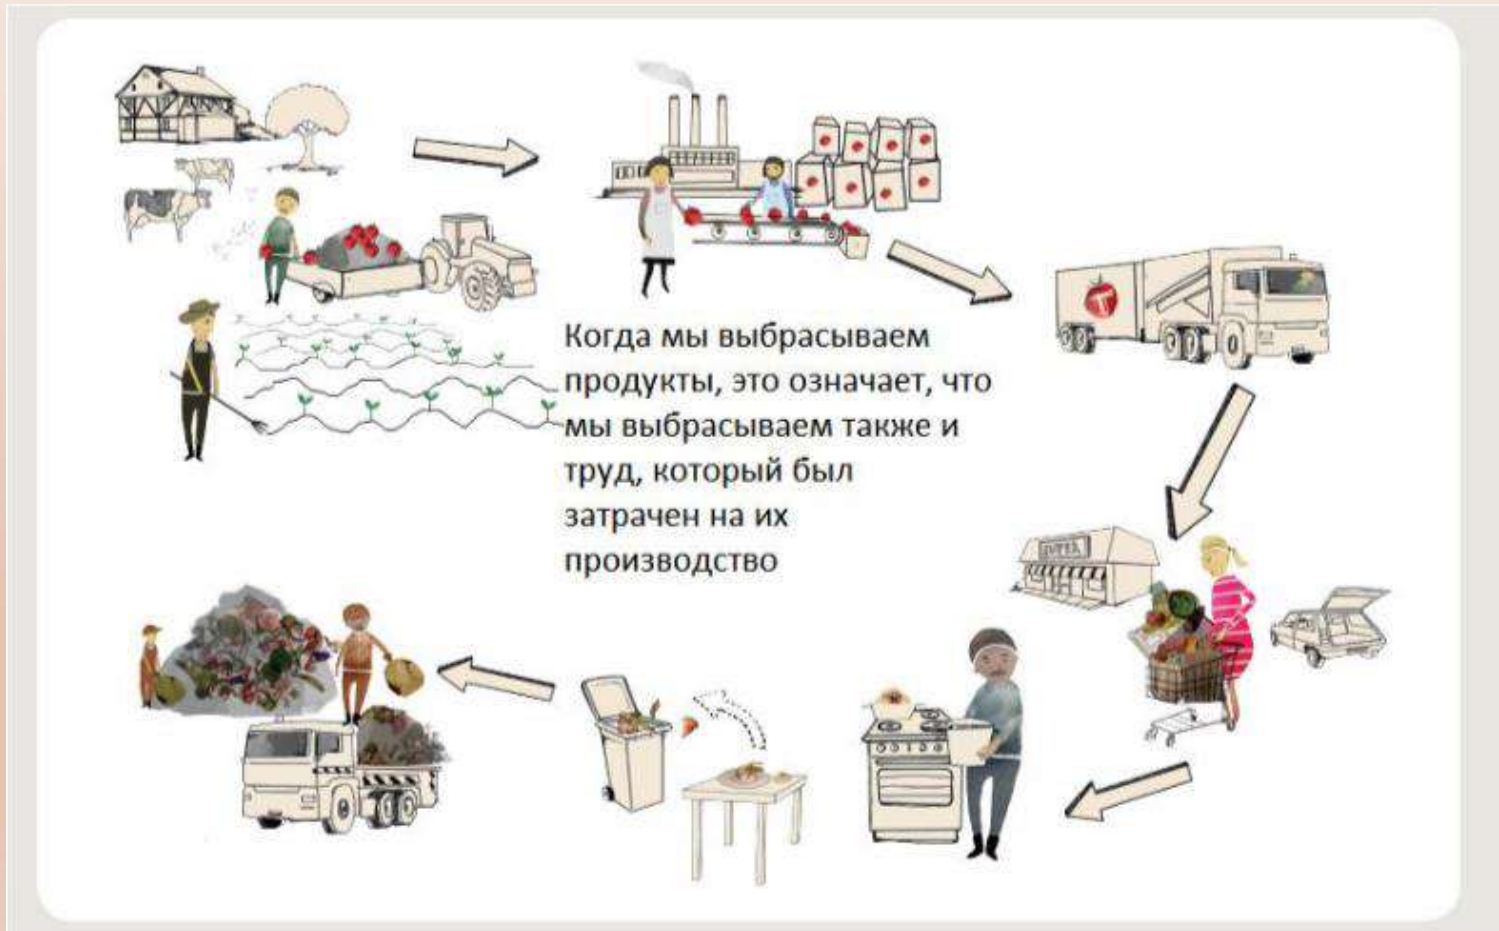 Когда мы выбрасываем
продукты, это означает, что
мы выбрасываем также и
труд, который был
затрачен на их
производство